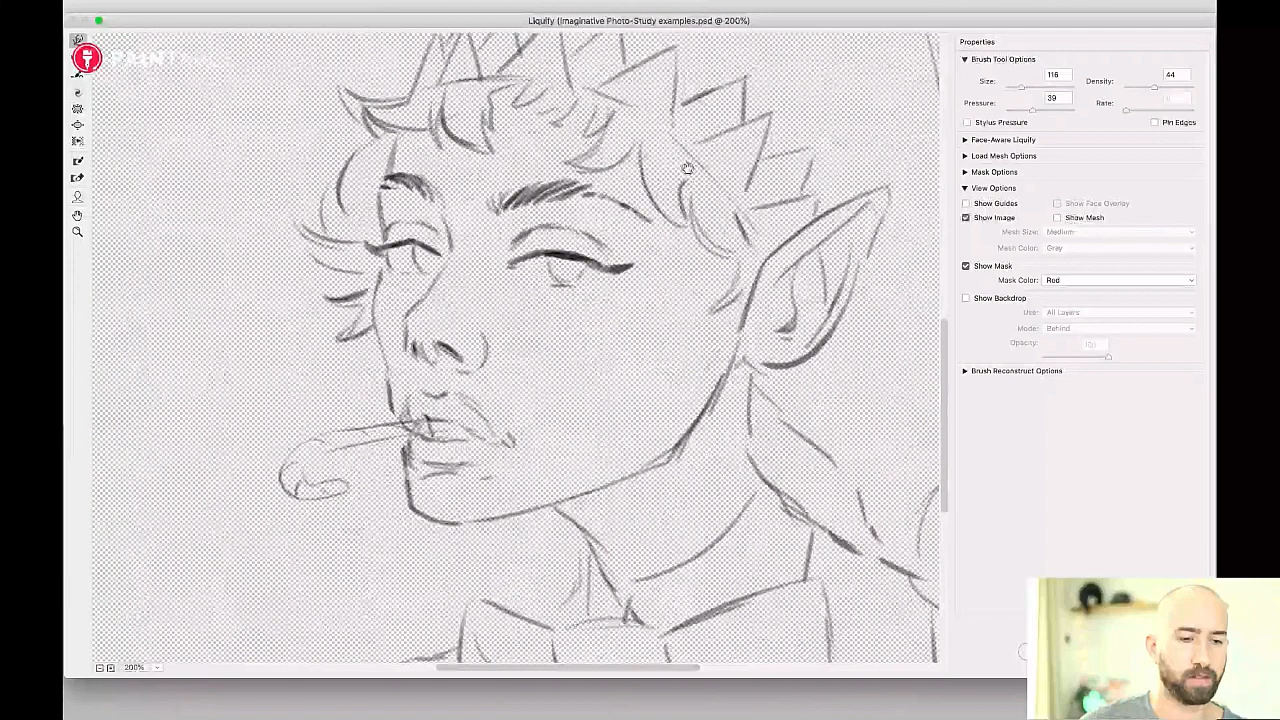 Liquify (Imaginative Photo-Study examples.psd @ 200%)
Properties
Brush Tool Options
Size: 116 Density: 44
Pressure: 39 Rate: 0
Stylus Pressure Pin Edges
Face-Aware Liquify
Load Mesh Options
Mask Options
View Options
Show Guides Show Face Overlay
Show Image Show Mesh
Mesh Size: Medium
Mesh Color: Gray
Show Mask
Mask Color: Red
Show Backdrop
Use: All Layers
Mode: Behind
Opacity: 100
Brush Reconstruct Options
200%